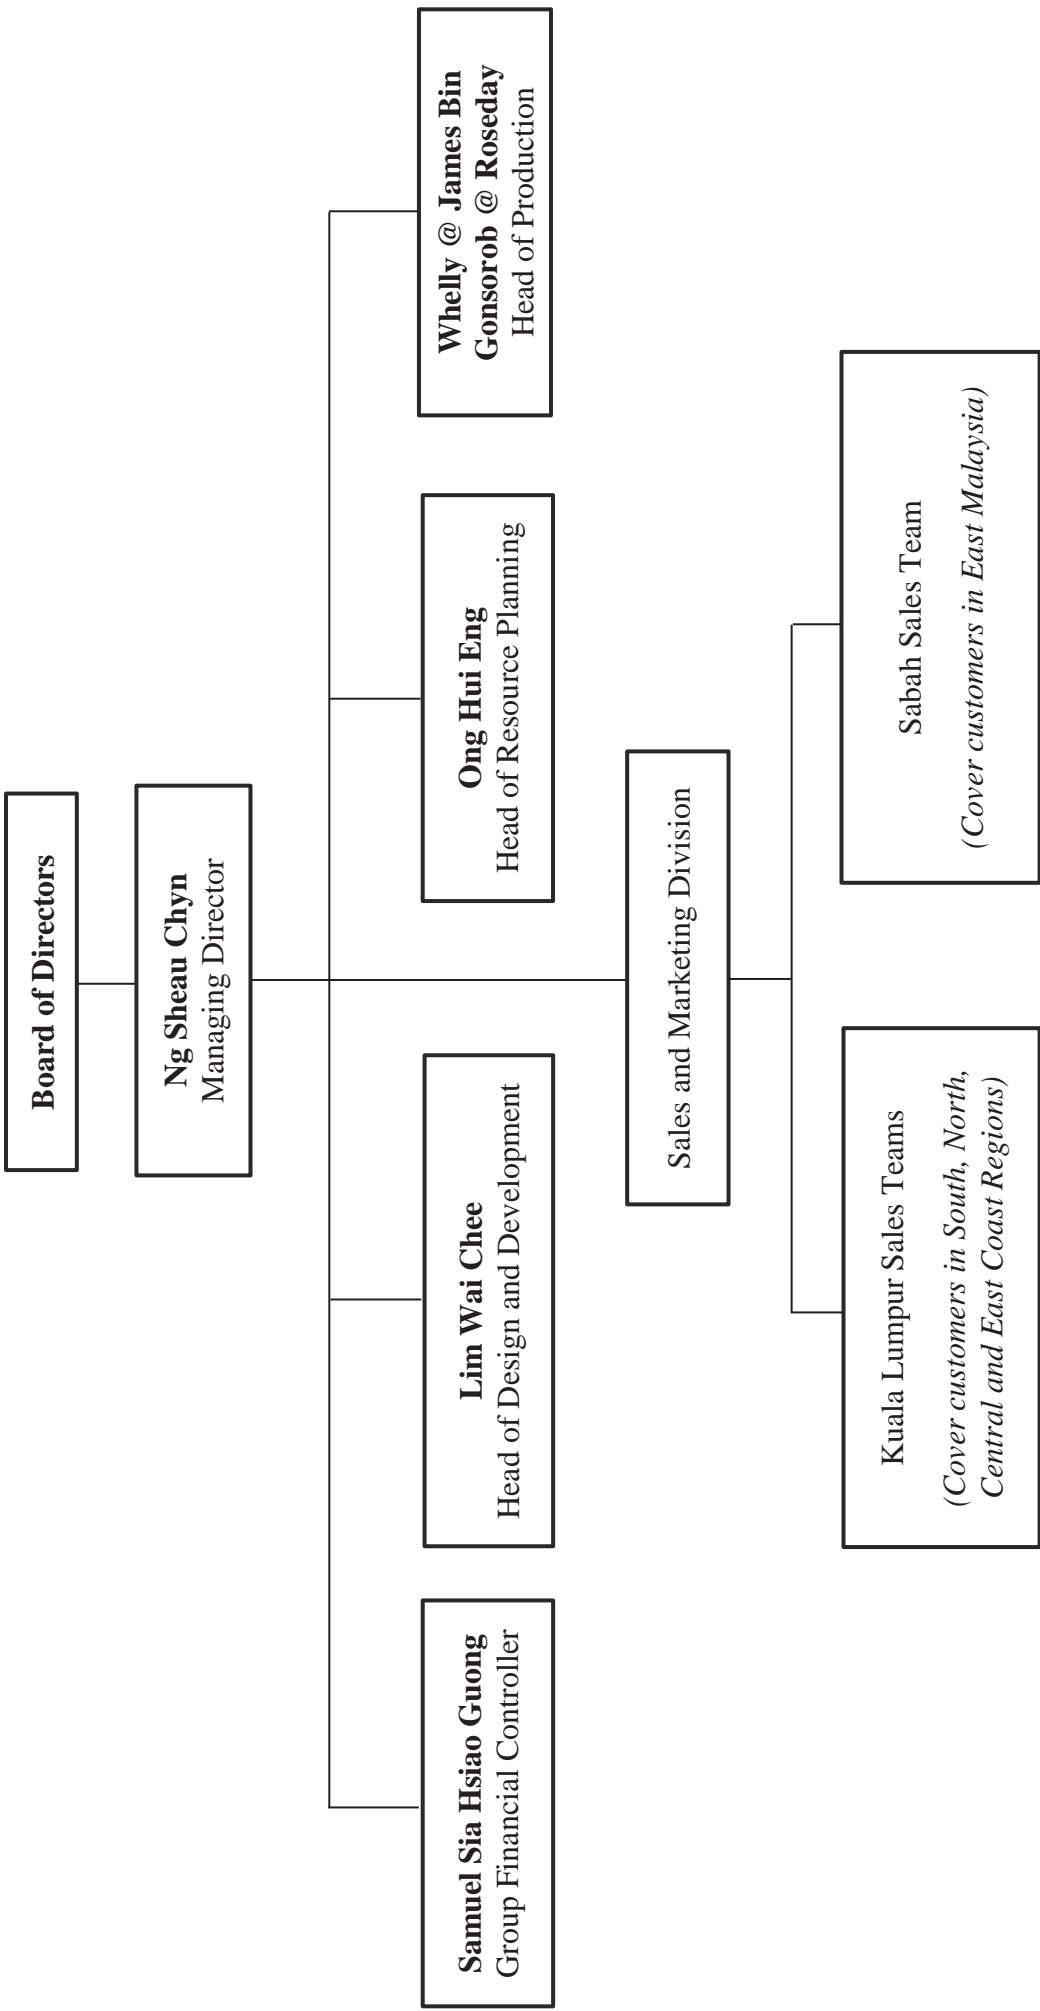 Board of Directors
Ng Sheau Chyn
Managing Director
Samuel Sia Hsiao Guong
Group Financial Controller
Lim Wai Chee
Head of Design and Development
Ong Hui Eng
Head of Resource Planning
Whelly @ James Bin
Gonsorob @ Roseday
Head of Production
Sales and Marketing Division
Kuala Lumpur Sales Teams
(Cover customers in South, North,
Central and East Coast Regions)
Sabah Sales Team
(Cover customers in East Malaysia)